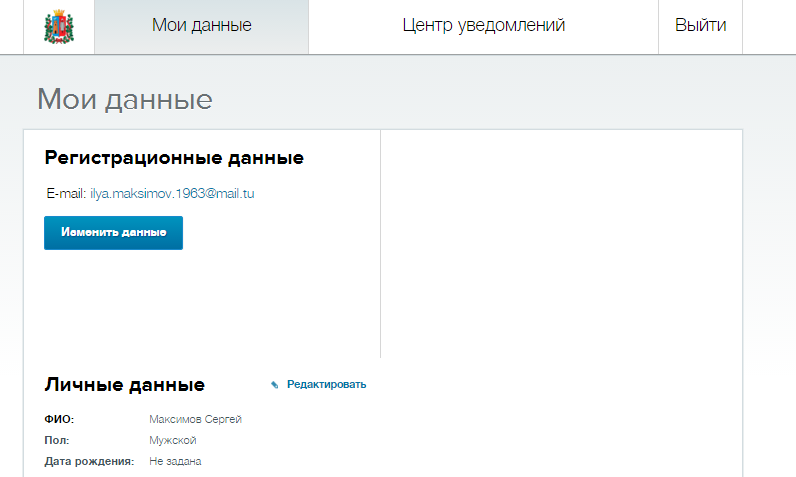 Мои данные
Центр уведомлений
Выйти
Мои данные
Регистрационные данные
E-mail: ilya.maksimov.1963@mail.tu
Изменить данные
Личные данные
Редактировать
ФИО: Максимов Сергей
Пол: Мужской
Дата рождения: Не задана